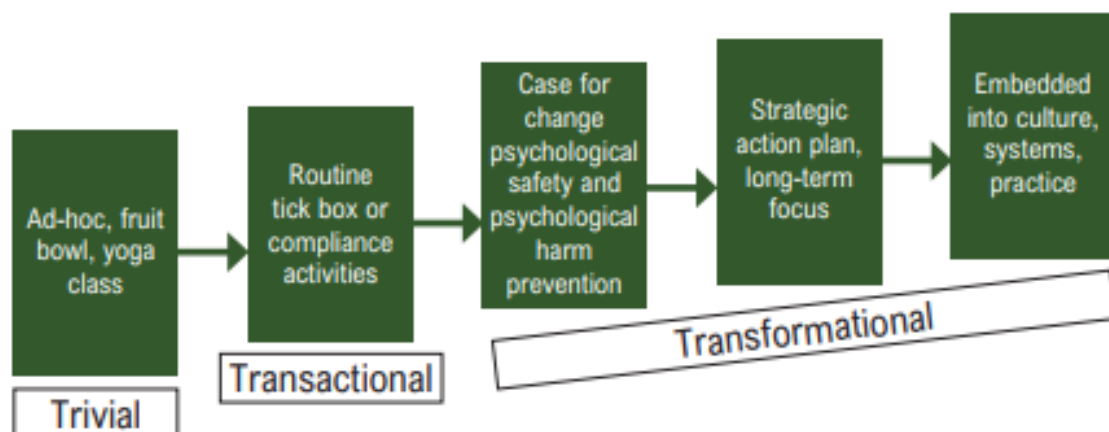 Ad-hoc, fruit
bowl, yoga
class
Trivial
Routine
tick box or
compliance
activities
Transactional
Case for
change
psychological
safety and
psychological
harm
prevention
Strategic
action plan,
long-term
focus
Embedded
into culture,
systems,
practice
Transformational